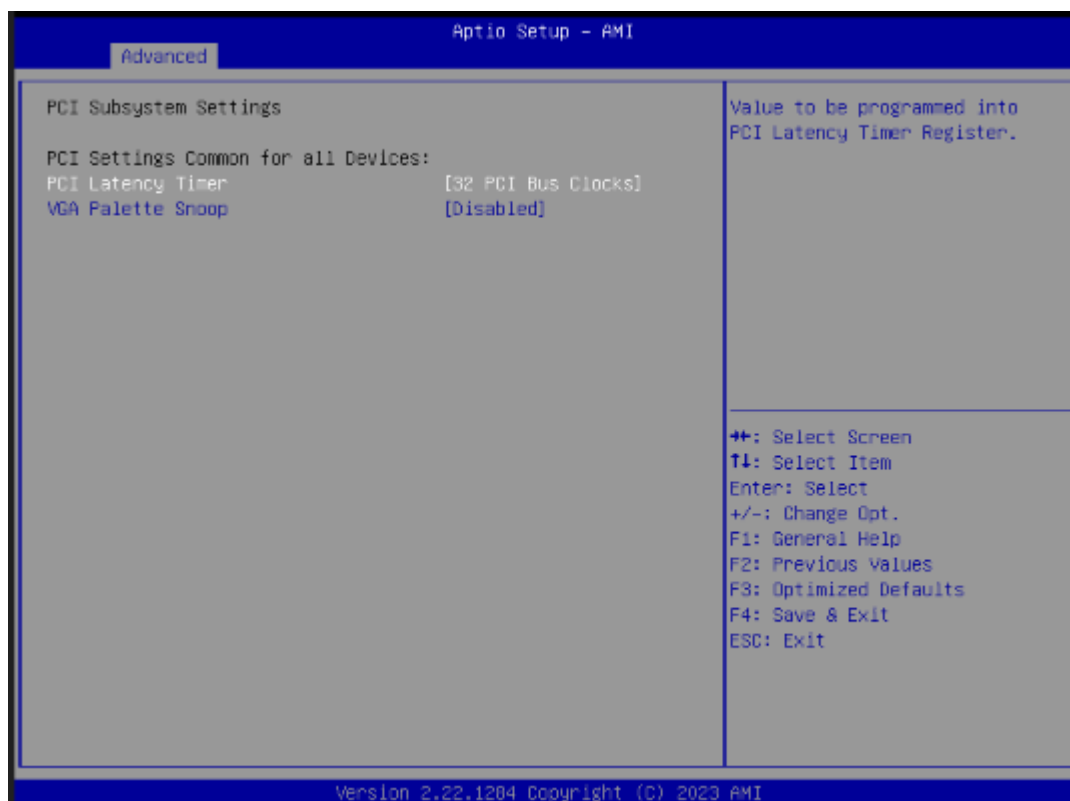 Aptio Setup – AMI
Advanced
PCI Subsystem Settings
PCI Settings Common for all Devices:
PCI Latency Timer [32 PCI Bus Clocks]
VGA Palette Snoop [Disabled]
Value to be programmed into
PCI Latency Timer Register.
→←: Select Screen
↑↓: Select Item
Enter: Select
+/-: Change Opt.
F1: General Help
F2: Previous Values
F3: Optimized Defaults
F4: Save & Exit
ESC: Exit
Version 2.22.1284 Copyright (C) 2023 AMI